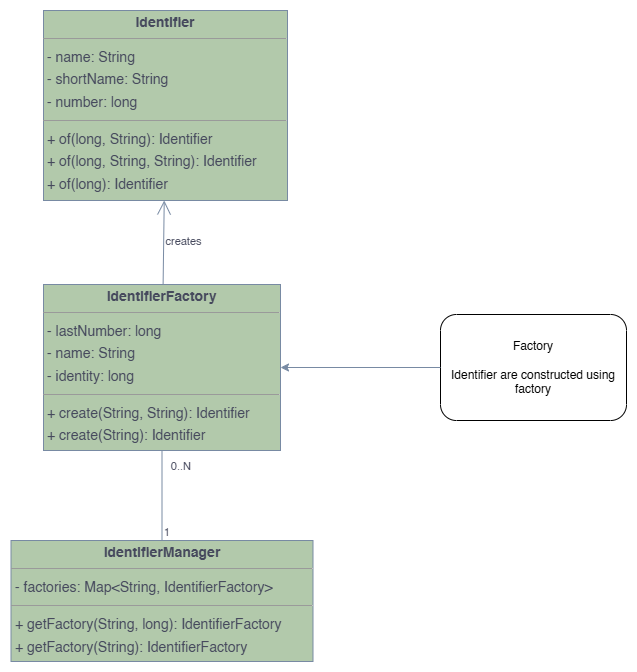 Identifier
- name: String
- shortName: String
- number: long
+ of(long, String): Identifier
+ of(long, String, String): Identifier
+ of(long): Identifier
creates
IdentifierFactory
- lastNumber: long
- name: String
- identity: long
+ create(String, String): Identifier
+ create(String): Identifier
Factory
Identifier are constructed using
factory
0..N
1
IdentifierManager
- factories: Map<String, IdentifierFactory>
+ getFactory(String, long): IdentifierFactory
+ getFactory(String): IdentifierFactory